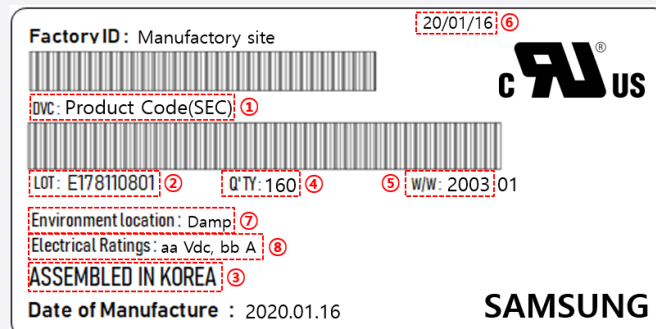 20/01/16 ⑥
Factory ID : Manufactory site
c RU ® US
DVC : Product Code(SEC) ①
LOT: E178110801 ② Q'TY: 160 ④ ⑤ W/W: 2003 01
Environment location : Damp ⑦
Electrical Ratings : aa Vdc, bb A ⑧
ASSEMBLED IN KOREA ③
Date of Manufacture : 2020.01.16 SAMSUNG